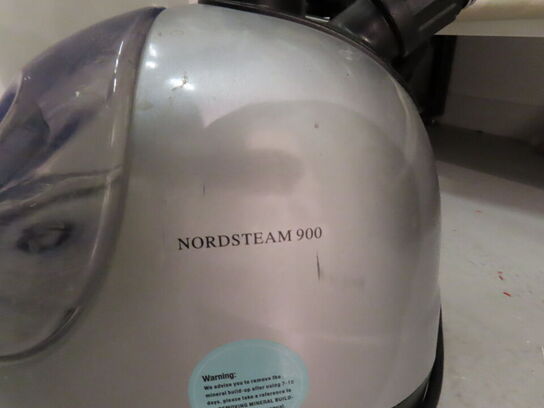 NORDSTEAM 900
Warning:
We advise you to remove the
mineral build-up after using 7-10
days, please take a reference to
REMOVING MINERAL BUILD-